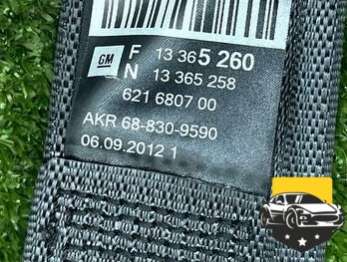 GM
F 13 365 260
N 13 365 258
621 6807 00
AKR 68-830-9590
06.09.2012 1